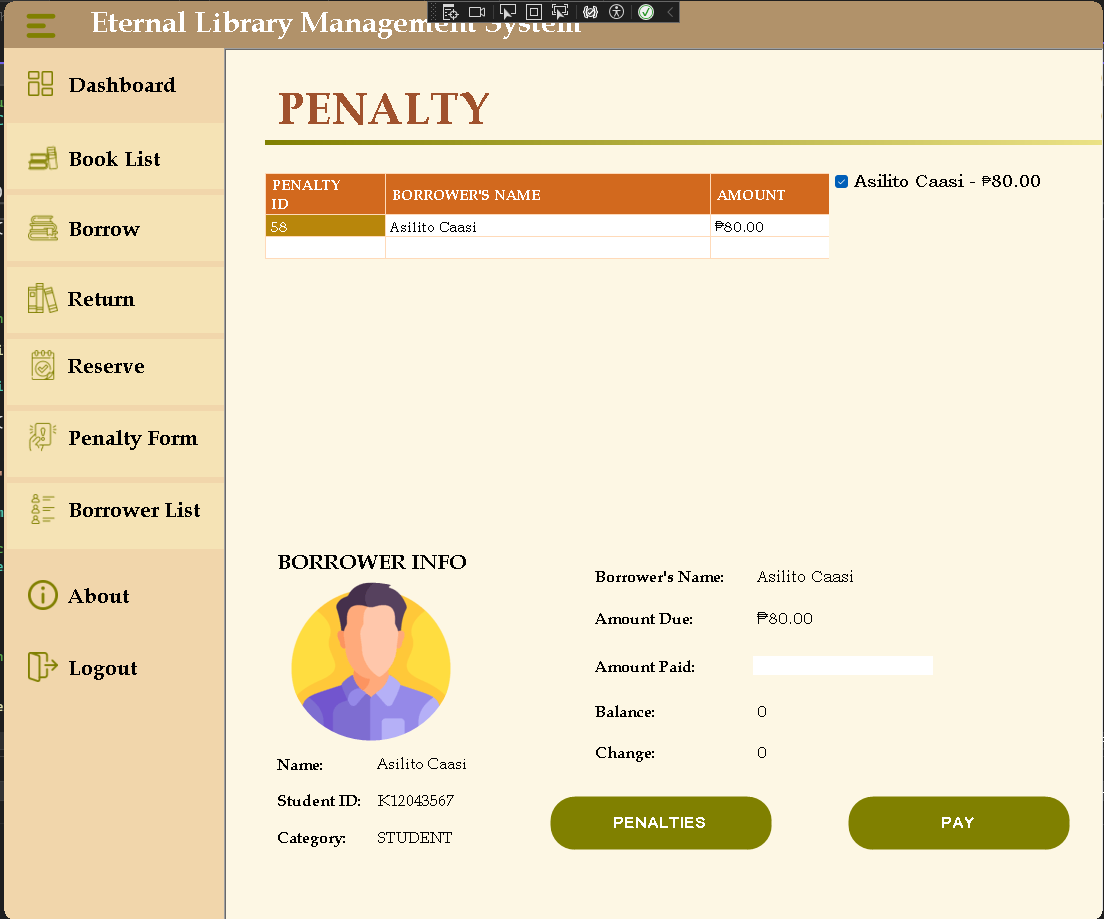 Eternal Library Management System
Dashboard
Book List
Borrow
Return
Reserve
Penalty Form
Borrower List
About
Logout
PENALTY
PENALTY ID BORROWER'S NAME AMOUNT
58 Asilito Caasi ₱80.00
Asilito Caasi - ₱80.00
BORROWER INFO
Name: Asilito Caasi
Student ID: K12043567
Category: STUDENT
Borrower's Name: Asilito Caasi
Amount Due: ₱80.00
Amount Paid:
Balance: 0
Change: 0
PENALTIES
PAY